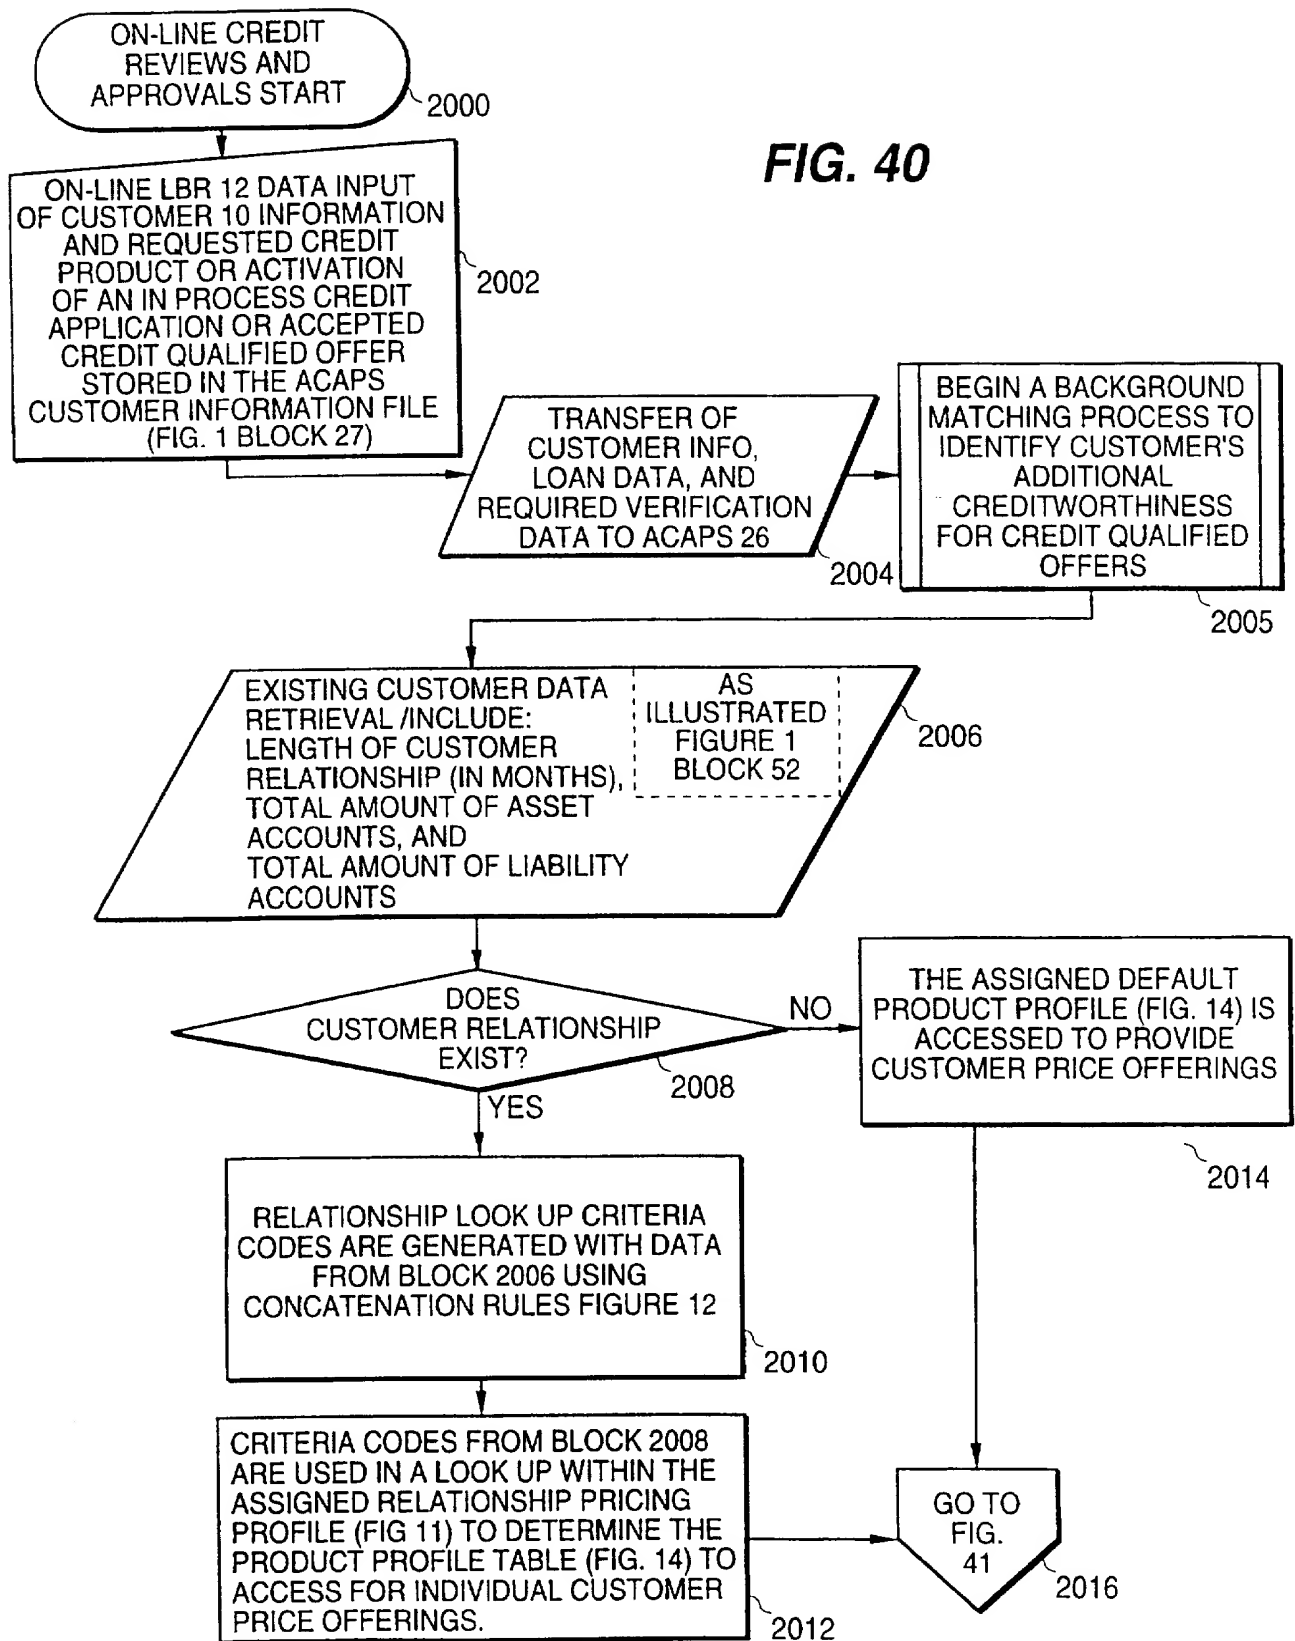 ON-LINE CREDIT
REVIEWS AND
APPROVALS START
2000
FIG. 40
ON-LINE LBR 12 DATA INPUT
OF CUSTOMER 10 INFORMATION
AND REQUESTED CREDIT
PRODUCT OR ACTIVATION
OF AN IN PROCESS CREDIT
APPLICATION OR ACCEPTED
CREDIT QUALIFIED OFFER
STORED IN THE ACAPS
CUSTOMER INFORMATION FILE
(FIG. 1 BLOCK 27)
2002
TRANSFER OF
CUSTOMER INFO,
LOAN DATA, AND
REQUIRED VERIFICATION
DATA TO ACAPS 26
2004
BEGIN A BACKGROUND
MATCHING PROCESS TO
IDENTIFY CUSTOMER'S
ADDITIONAL
CREDITWORTHINESS
FOR CREDIT QUALIFIED
OFFERS
2005
EXISTING CUSTOMER DATA
RETRIEVAL /INCLUDE:
LENGTH OF CUSTOMER
RELATIONSHIP (IN MONTHS),
TOTAL AMOUNT OF ASSET
ACCOUNTS, AND
TOTAL AMOUNT OF LIABILITY
ACCOUNTS
AS
ILLUSTRATED
FIGURE 1
BLOCK 52
2006
DOES
CUSTOMER RELATIONSHIP
EXIST?
2008
NO
YES
THE ASSIGNED DEFAULT
PRODUCT PROFILE (FIG. 14) IS
ACCESSED TO PROVIDE
CUSTOMER PRICE OFFERINGS
2014
RELATIONSHIP LOOK UP CRITERIA
CODES ARE GENERATED WITH DATA
FROM BLOCK 2006 USING
CONCATENATION RULES FIGURE 12
2010
CRITERIA CODES FROM BLOCK 2008
ARE USED IN A LOOK UP WITHIN THE
ASSIGNED RELATIONSHIP PRICING
PROFILE (FIG 11) TO DETERMINE THE
PRODUCT PROFILE TABLE (FIG. 14) TO
ACCESS FOR INDIVIDUAL CUSTOMER
PRICE OFFERINGS.
2012
GO TO
FIG.
41
2016